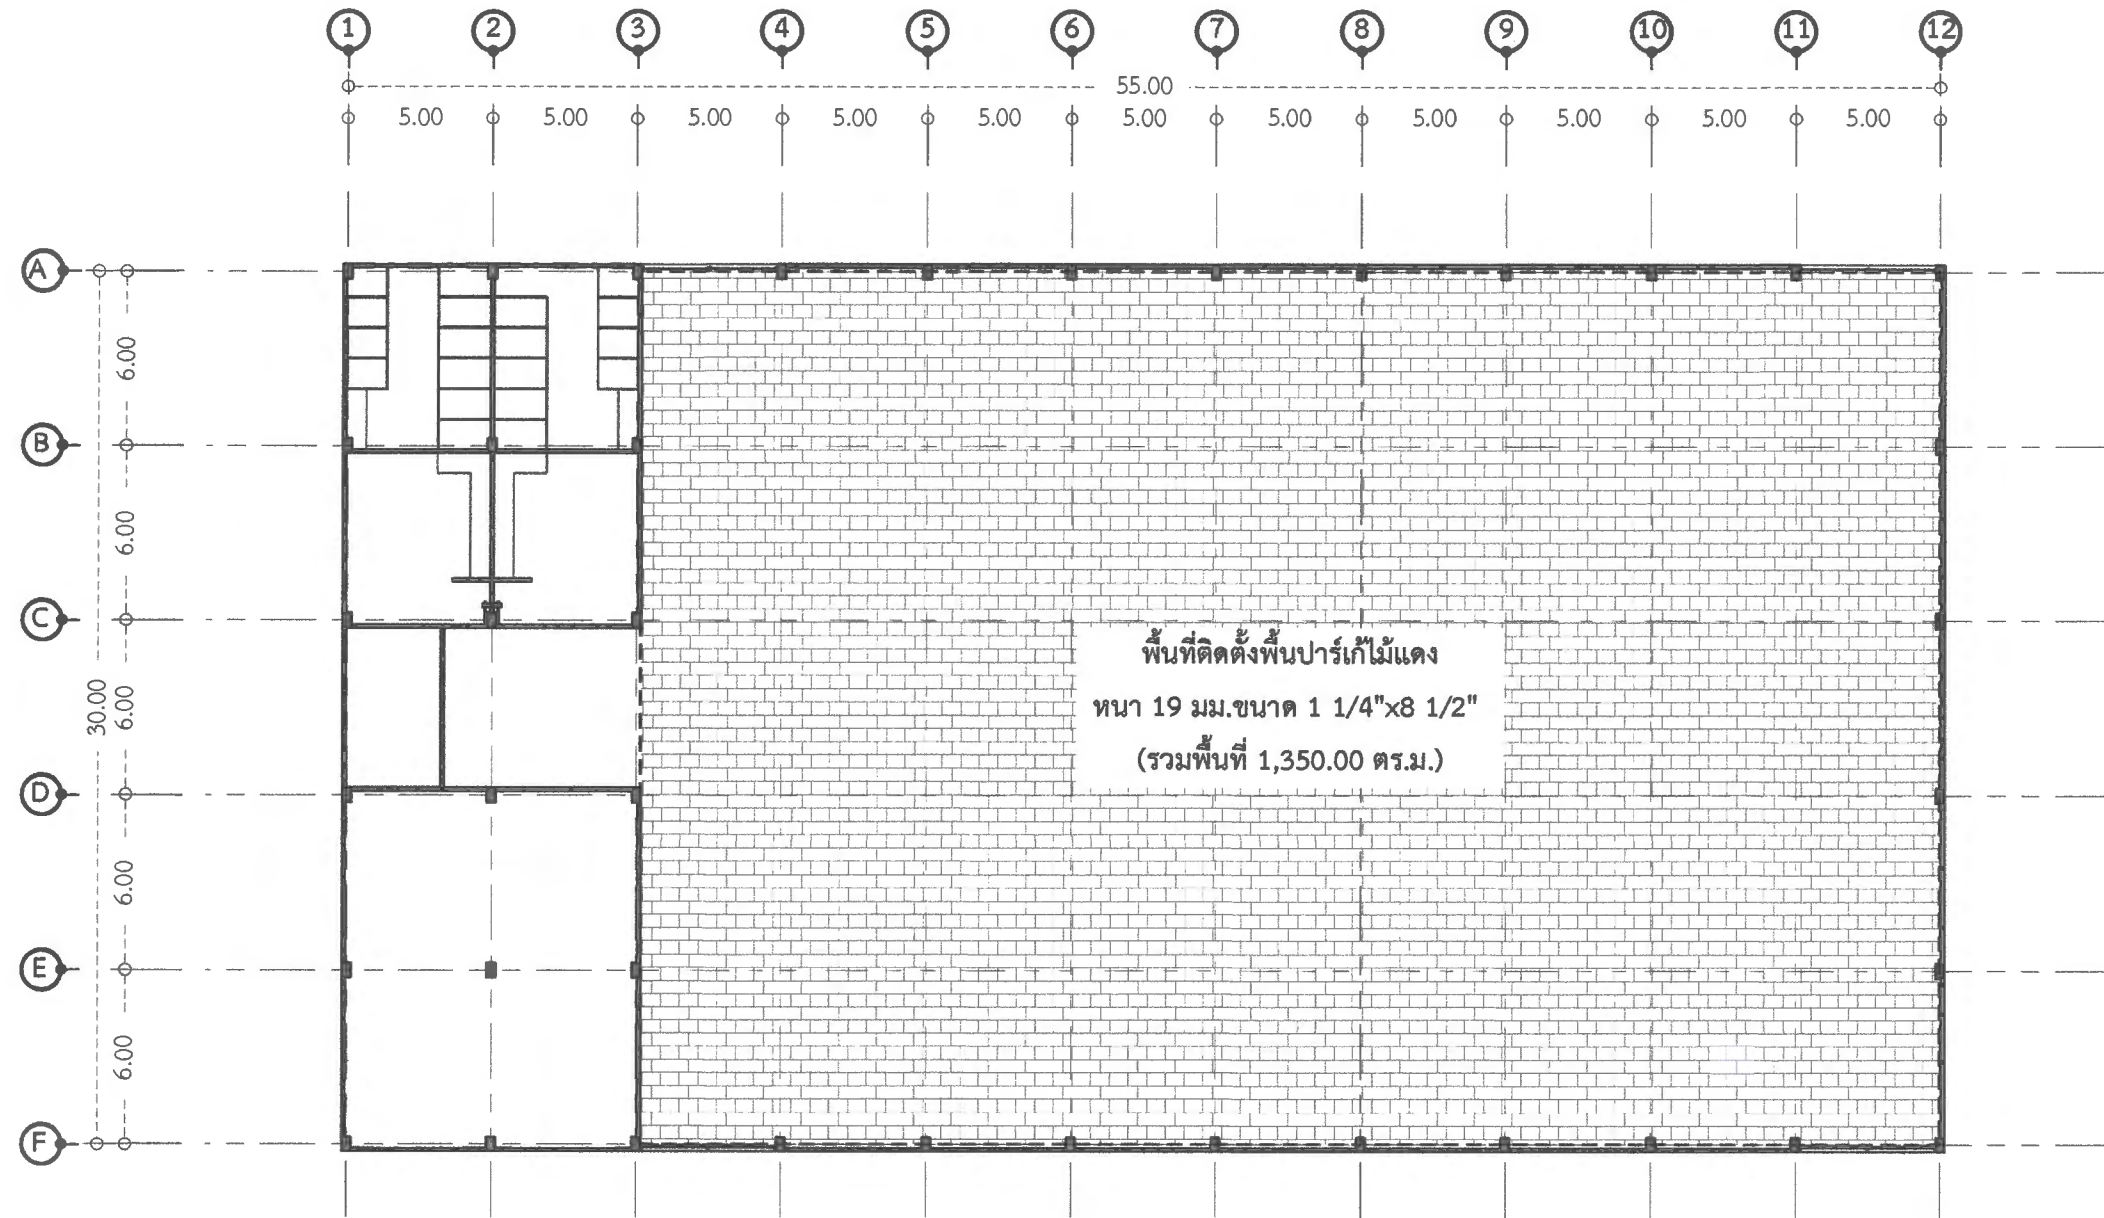 1 2 3 4 5 6 7 8 9 10 11 12
55.00
5.00 5.00 5.00 5.00 5.00 5.00 5.00 5.00 5.00 5.00 5.00
A
6.00
B
6.00
C
พื้นที่ติดตั้งพื้นปาร์เก้ไม้แดง
หนา 19 มม.ขนาด 1 1/4"x8 1/2"
(รวมพื้นที่ 1,350.00 ตร.ม.)
30.00
6.00
D
6.00
E
6.00
F